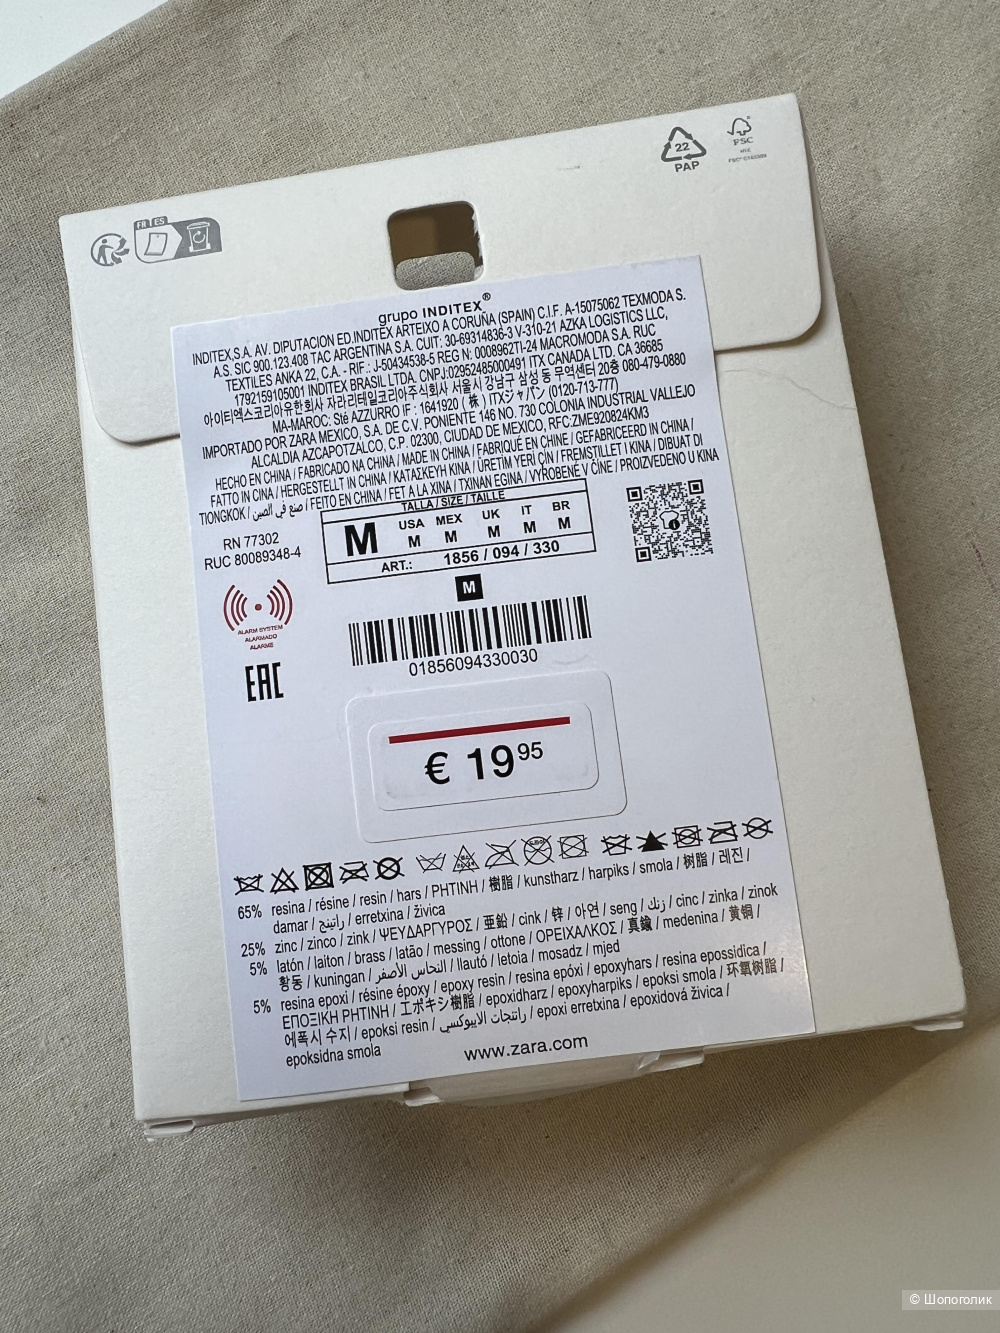 22
PAP
FSC
MIX
FR ES
grupo INDITEX®
INDITEX,S.A. AV. DIPUTACION ED.INDITEX ARTEIXO A CORUÑA (SPAIN) C.I.F. A-15075062 TEXMODA S.
A.S. SIC 900.123.408 TAC ARGENTINA S.A. CUIT: 30-69314836-3 V-310-21 AZKA LOGISTICS LLC,
TEXTILES ANKA 22, C.A. - RIF.: J-50434538-5 REG N: 0008962TI-24 MACROMODA S.A. RUC
1792159105001 INDITEX BRASIL LTDA. CNPJ:02952485000491 ITX CANADA LTD. CA 36685
아이티엑스코리아유한회사 자라리테일코리아주식회사 서울시 강남구 삼성동 무역센터 20층 080-479-0880
MA-MAROC: Sté AZZURRO IF : 1641920 ( 株 ) ITXジャパン (0120-713-777)
IMPORTADO POR ZARA MEXICO, S.A. DE C.V. PONIENTE 146 NO. 730 COLONIA INDUSTRIAL VALLEJO
ALCALDIA AZCAPOTZALCO, C.P. 02300, CIUDAD DE MEXICO, RFC:ZME920824KM3
HECHO EN CHINA / FABRICADO NA CHINA / MADE IN CHINA / FABRIQUÉ EN CHINE / GEFABRICEERD IN CHINA /
FATTO IN CINA / HERGESTELLT IN CHINA / ΚΑΤΑΣΚΕΥΗ ΚΙΝΑ / ÜRETİM YERİ ÇİN / FREMSTILLET I KINA / DIBUAT DI
TIONGKOK / صنع في الصين / FEITO EN CHINA / FET A LA XINA / TXINAN EGINA / VYROBENÉ V ČÍNE / PROIZVEDENO U KINA
TALLA / SIZE / TAILLE
M USA MEX UK IT BR
M M M M M
ART.: 1856 / 094 / 330
RN 77302
RUC 80089348-4
M
ALARM SYSTEM
ALARMADO
ALARME
01856094330030
EAC
€ 19 95
65% resina / résine / resin / hars / ΡΗΤΙΝΗ / 樹脂 / kunstharz / harpiks / smola / 树脂 / 레진 /
damar / راتينج / erretxina / živica
25% zinc / zinco / zink / ΨΕΥΔΑΡΓΥΡΟΣ / 亜鉛 / cink / 锌 / 아연 / seng / زنك / cinc / zinka / zinok
5% latón / laiton / brass / latão / messing / ottone / ΟΡΕΙΧΑΛΚΟΣ / 真鍮 / medenina / 黄铜 /
황동 / kuningan / النحاس الأصفر / llautó / letoia / mosadz / mjed
5% resina epoxi / résine époxy / epoxy resin / resina epóxi / epoxyhars / resina epossidica /
ΕΠΟΞΙΚΗ ΡΗΤΙΝΗ / エポキシ樹脂 / epoxidharz / epoxyharpiks / epoksi smola / 环氧树脂 /
에폭시 수지 / epoksi resin / راتنجات الايبوكسي / epoxi erretxina / epoxidová živica /
epoksidna smola
www.zara.com
© Шопоголик